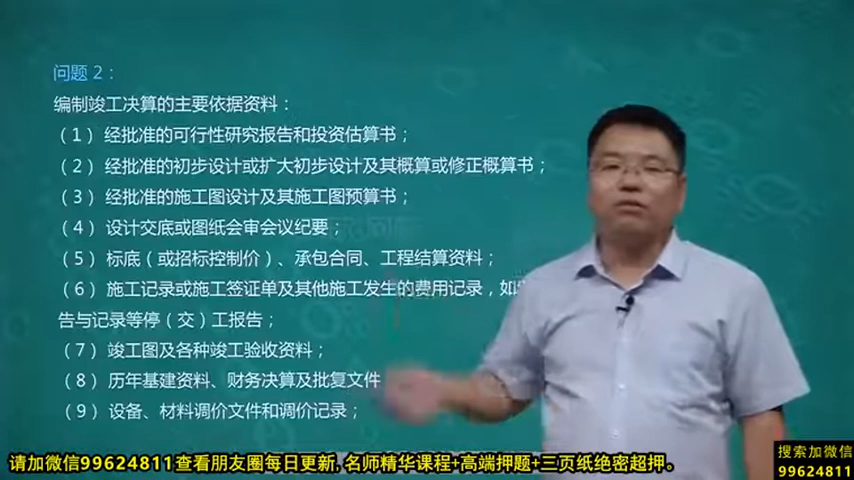 问题 2：
编制竣工决算的主要依据资料：
（1） 经批准的可行性研究报告和投资估算书；
（2） 经批准的初步设计或扩大初步设计及其概算或修正概算书；
（3） 经批准的施工图设计及其施工图预算书；
（4） 设计交底或图纸会审会议纪要；
（5） 标底（或招标控制价）、承包合同、工程结算资料；
（6） 施工记录或施工签证单及其他施工发生的费用记录，如
告与记录等停（交）工报告；
（7） 竣工图及各种竣工验收资料；
（8） 历年基建资料、财务决算及批复文件
（9） 设备、材料调价文件和调价记录；
请加微信99624811查看朋友圈每日更新,名师精华课程+高端押题+三页纸绝密超押。
搜索加微信
99624811